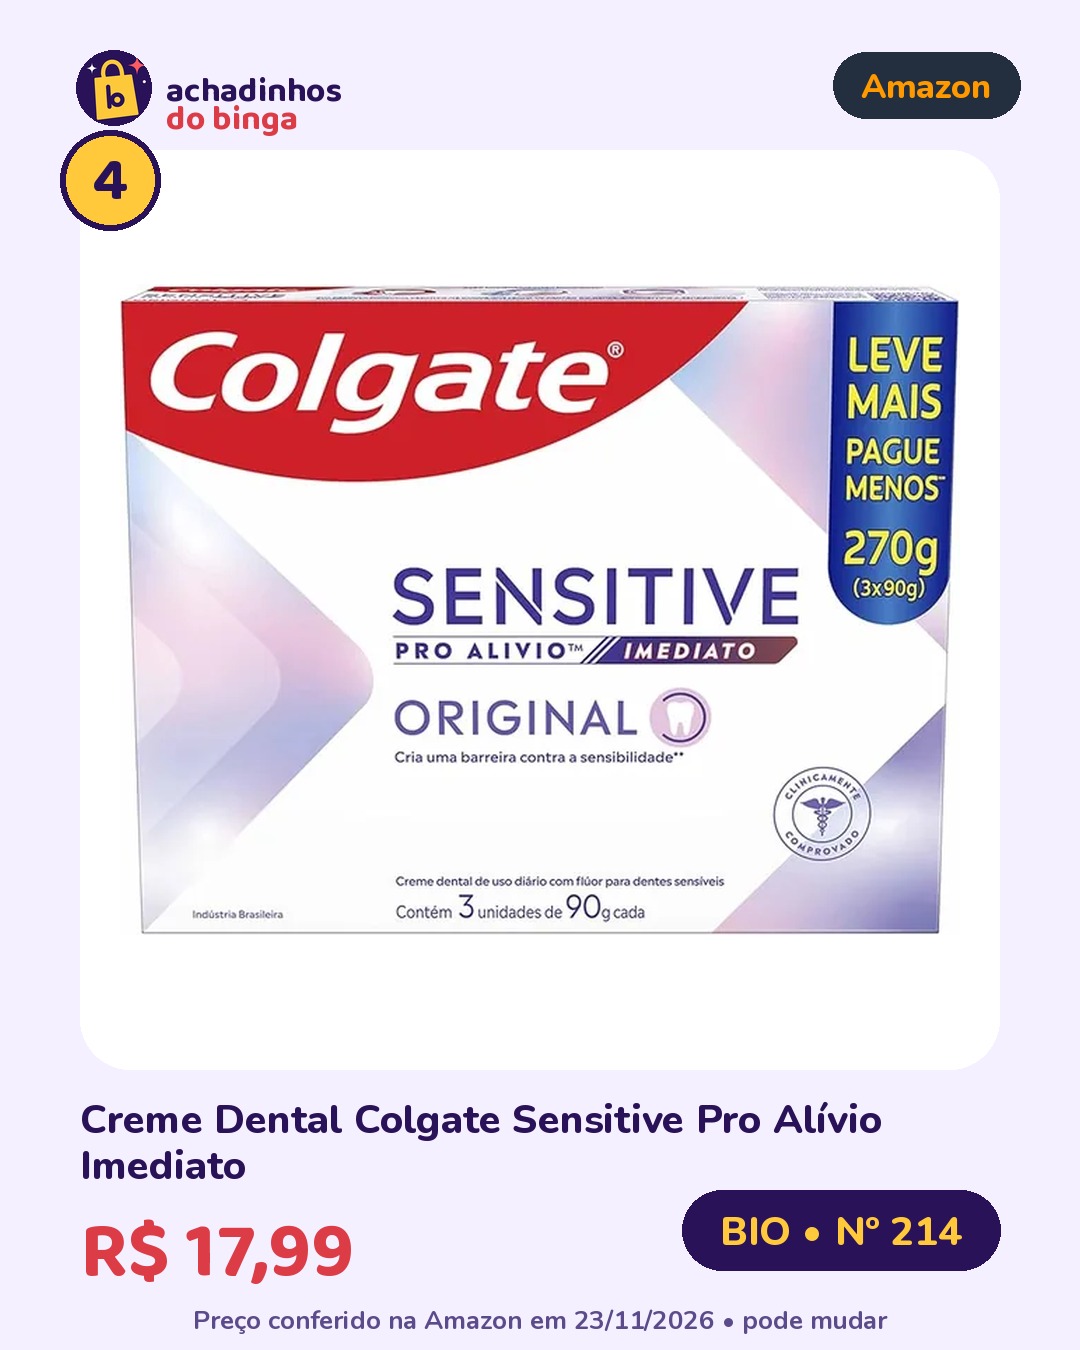 achadinhos
do binga
Amazon
4
Colgate®
LEVE
MAIS
PAGUE
MENOS
270g
(3x90g)
SENSITIVE
PRO ALIVIO™ IMEDIATO
ORIGINAL
Cria uma barreira contra a sensibilidade**
CLINICAMENTE
COMPROVADO
Creme dental de uso diário com flúor para dentes sensíveis
Contém 3 unidades de 90g cada
Indústria Brasileira
Creme Dental Colgate Sensitive Pro Alívio
Imediato
R$ 17,99
BIO • Nº 214
Preço conferido na Amazon em 23/11/2026 • pode mudar